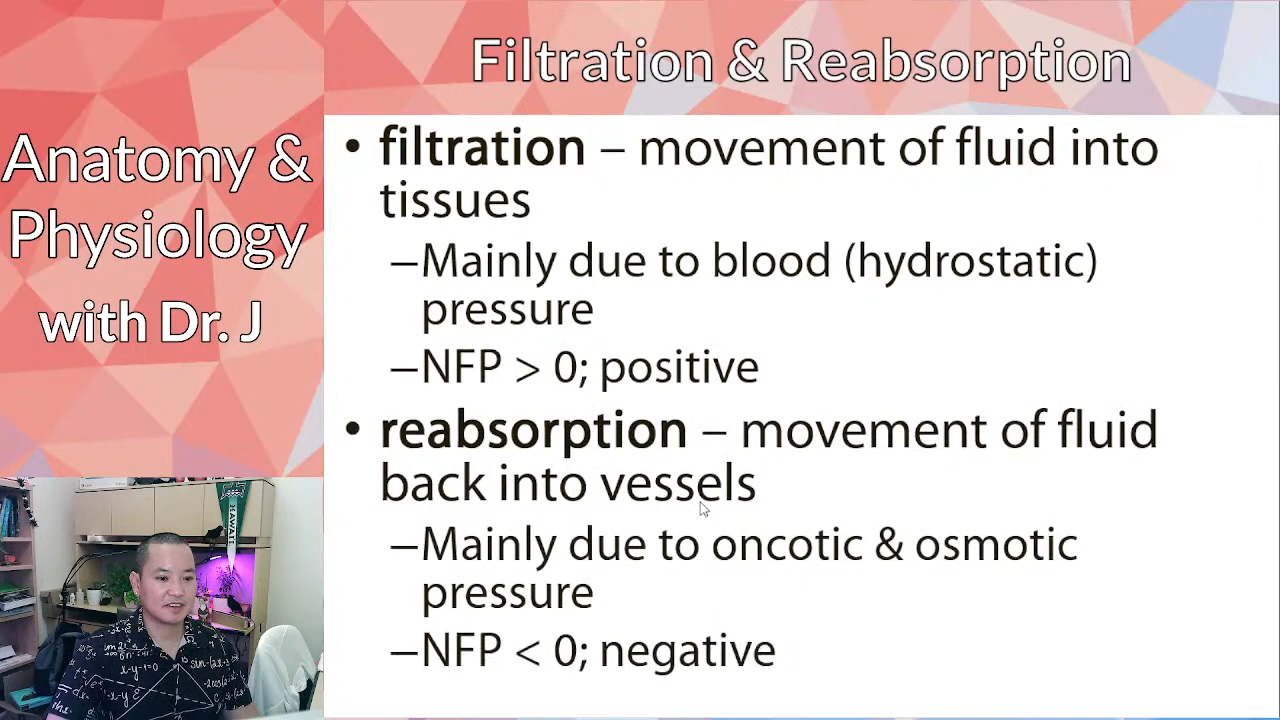 Filtration & Reabsorption
Anatomy &
Physiology
with Dr. J
• filtration – movement of fluid into
tissues
–Mainly due to blood (hydrostatic)
pressure
–NFP > 0; positive
• reabsorption – movement of fluid
back into vessels
–Mainly due to oncotic & osmotic
pressure
–NFP < 0; negative
HAWAII